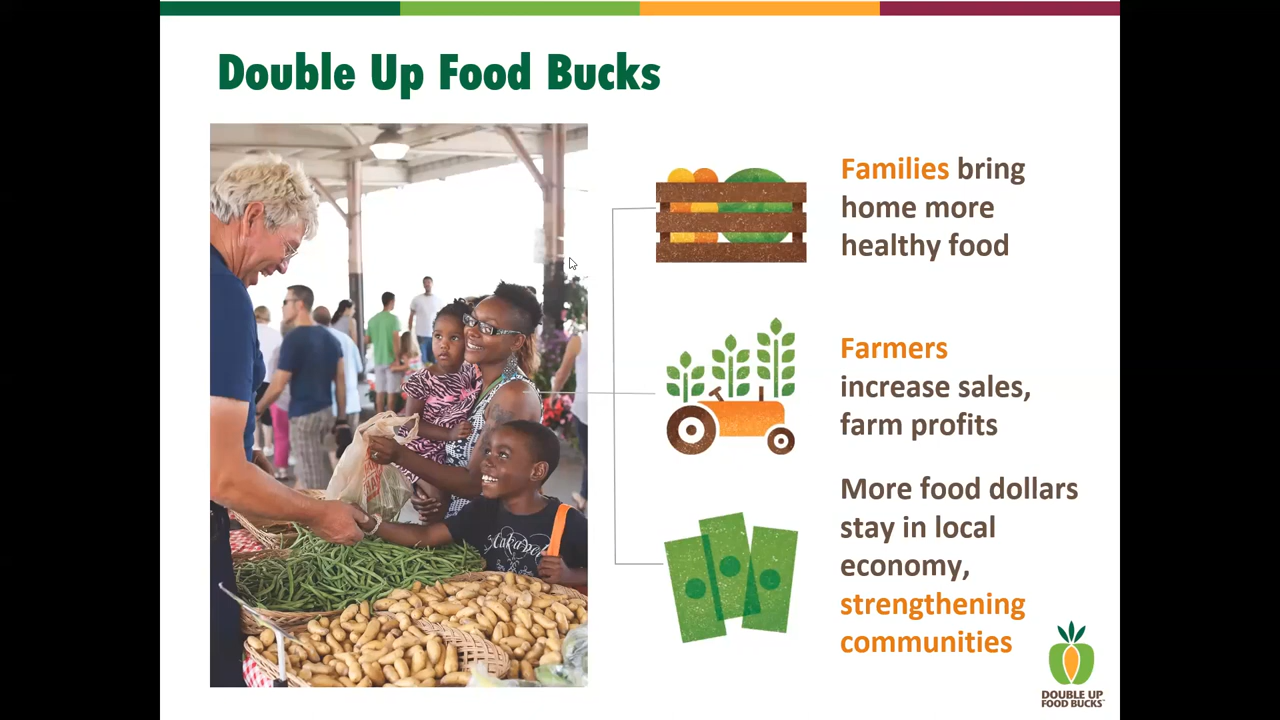 Double Up Food Bucks
Families bring
home more
healthy food
Farmers
increase sales,
farm profits
More food dollars
stay in local
economy,
strengthening
communities
DOUBLE UP
FOOD BUCKS